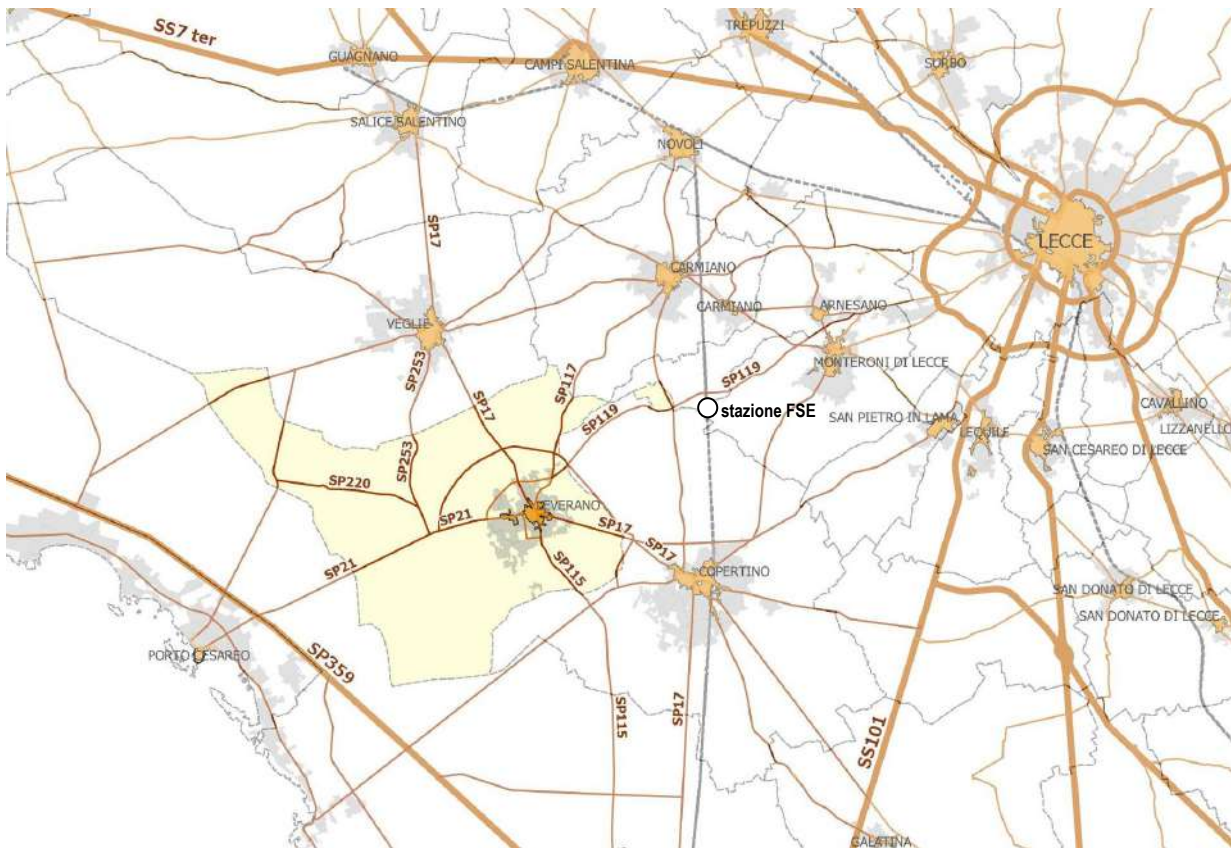 TREPUZZI
SS7 ter
GUAGNANO
CAMPI SALENTINA
SURBO
SALICE SALENTINO
NOVOLI
SP17
LECCE
CARMIANO
CARMIANO
ARNESANO
VEGLIE
SP253
MONTERONI DI LECCE
SP117
SP119
SP17
SP119
stazione FSE
SAN PIETRO IN LAMA
LEQUILE
CAVALLINO
LIZZANELLO
SAN CESAREO DI LECCE
SP253
SP220
SP21
EVERANO
SP17
SP17
SP21
SP115
COPERTINO
SAN DONATO DI LECCE
SAN DONATO DI LECCE
PORTO CESAREO
SP359
SP115
SP17
SS101
GALATINA